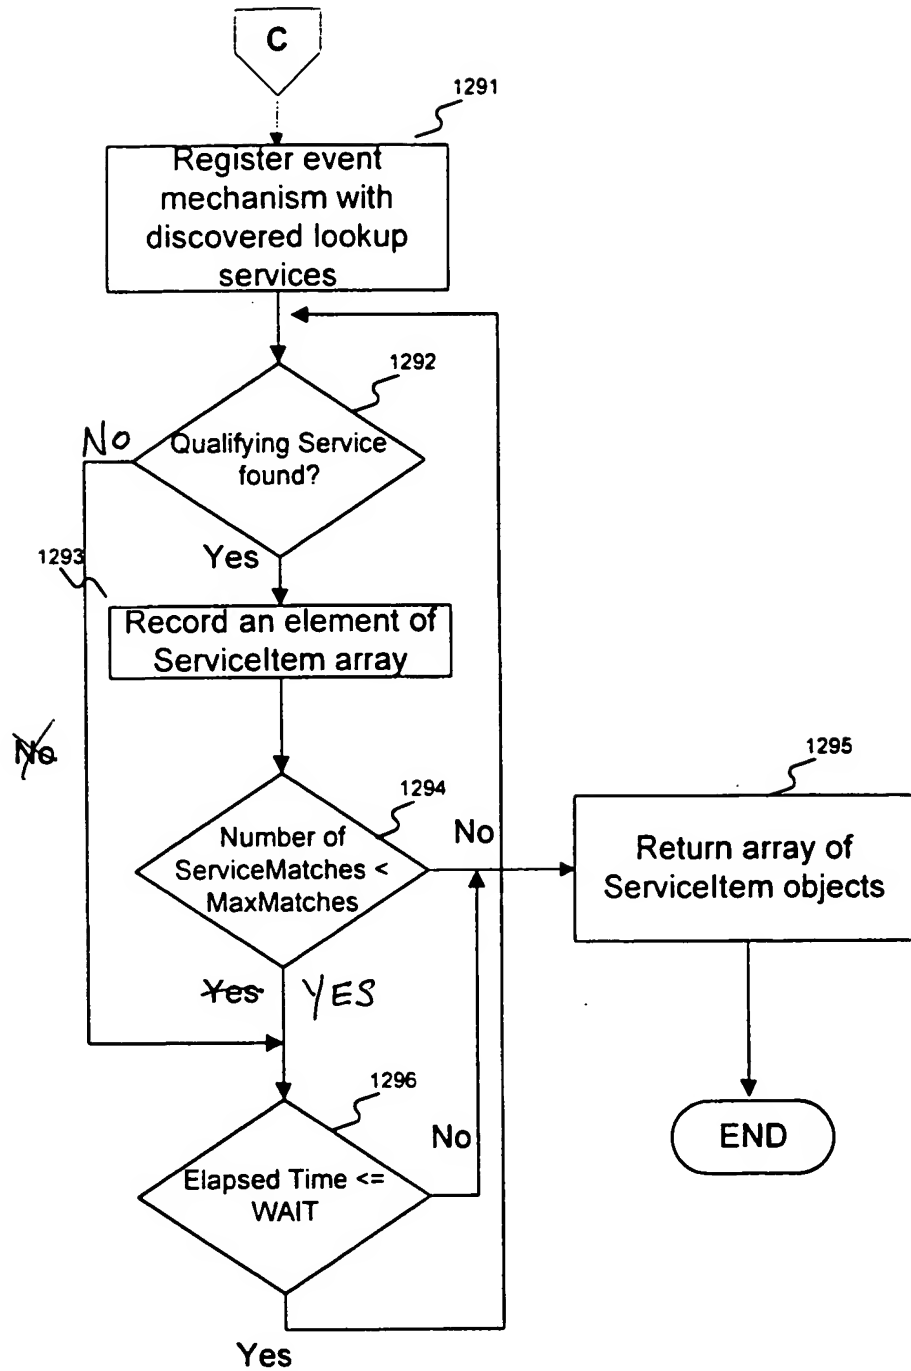 C
1291
Register event
mechanism with
discovered lookup
services
1292
No
Qualifying Service
found?
Yes
1293
Record an element of
ServiceItem array
No
1294
Number of
ServiceMatches <
MaxMatches
No
1295
Return array of
ServiceItem objects
Yes
YES
1296
Elapsed Time <=
WAIT
No
END
Yes